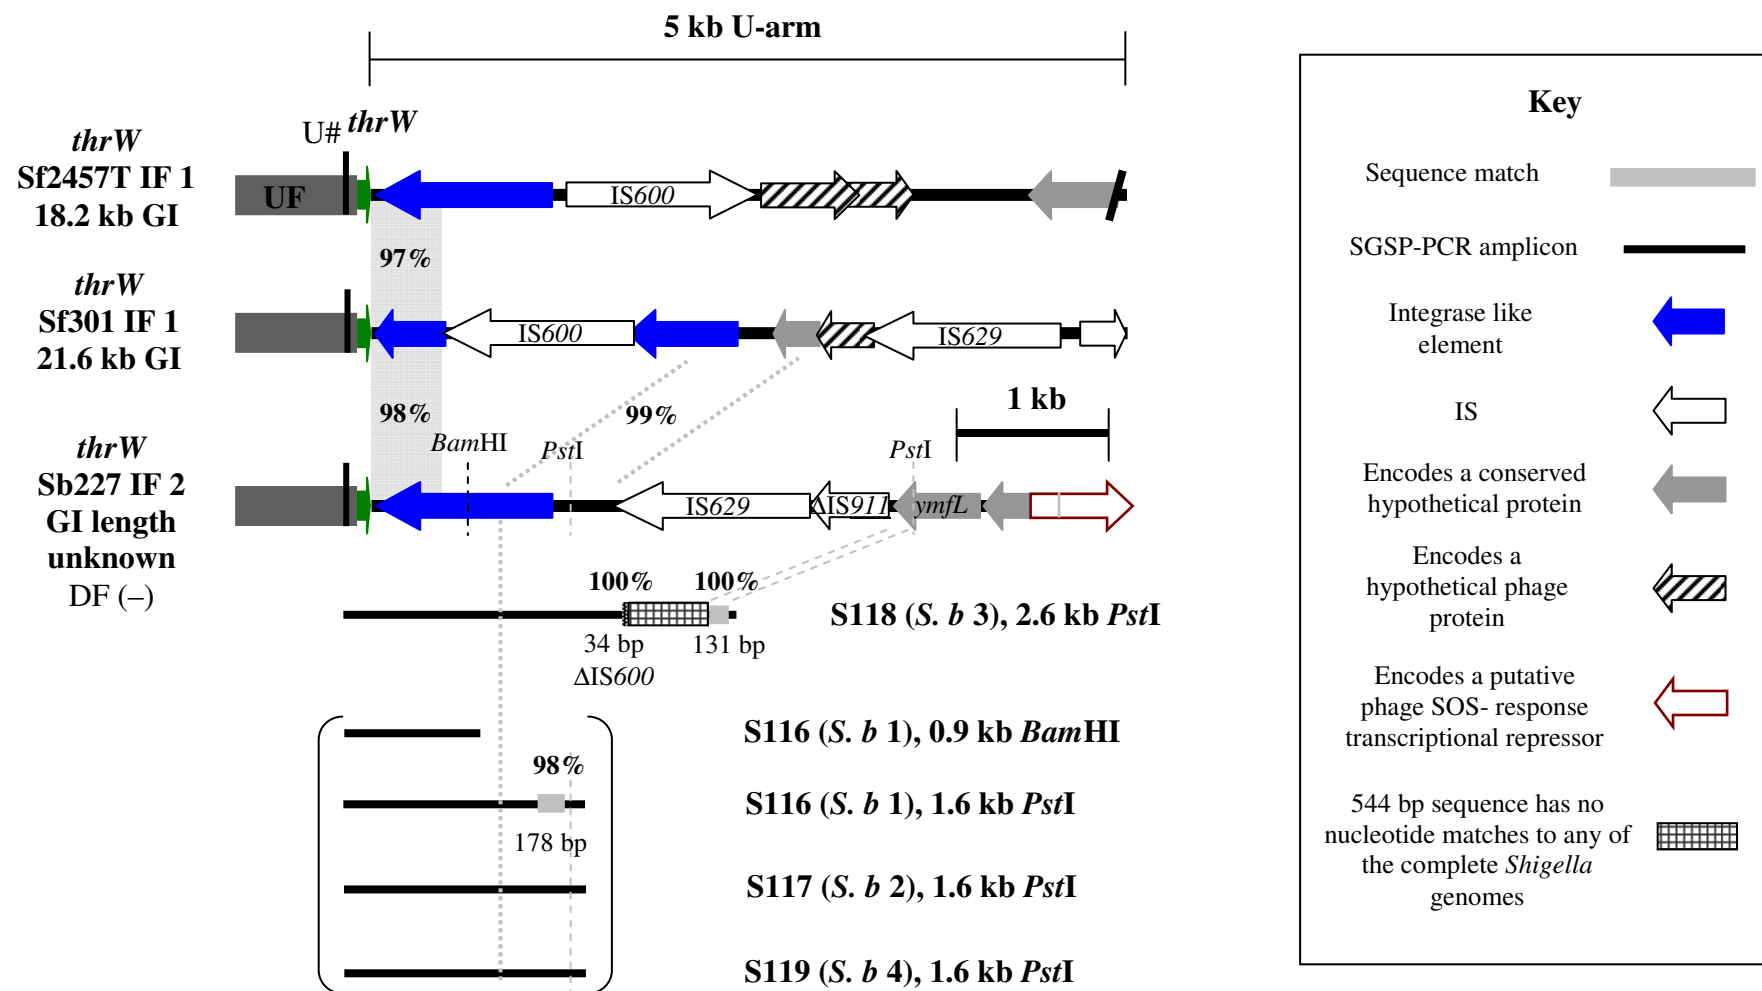 5 kb U-arm
U# thrW
thrW
Sf2457T IF 1
18.2 kb GI
UF
IS600
97%
thrW
Sf301 IF 1
21.6 kb GI
IS600
IS629
98%
99%
1 kb
BamHI
PstI
PstI
thrW
Sb227 IF 2
GI length
unknown
DF (–)
IS629
ΔIS911
ymfL
100%
100%
34 bp
131 bp
ΔIS600
S118 (S. b 3), 2.6 kb PstI
S116 (S. b 1), 0.9 kb BamHI
98%
178 bp
S116 (S. b 1), 1.6 kb PstI
S117 (S. b 2), 1.6 kb PstI
S119 (S. b 4), 1.6 kb PstI
Key
Sequence match
SGSP-PCR amplicon
Integrase like
element
IS
Encodes a conserved
hypothetical protein
Encodes a
hypothetical phage
protein
Encodes a putative
phage SOS- response
transcriptional repressor
544 bp sequence has no
nucleotide matches to any of
the complete Shigella
genomes